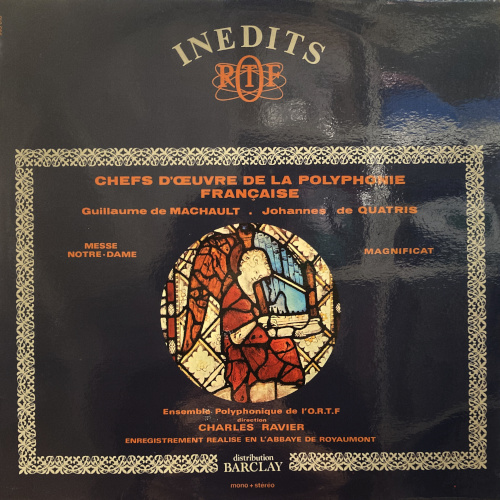 INEDITS
ORTF
CHEFS D'ŒUVRE DE LA POLYPHONIE
FRANÇAISE
Guillaume de MACHAULT . Johannes de QUATRIS
MESSE
NOTRE-DAME
MAGNIFICAT
Ensemble Polyphonique de l'O.R.T.F
direction
CHARLES RAVIER
ENREGISTREMENT REALISE EN L'ABBAYE DE ROYAUMONT
distribution
BARCLAY
mono + stéréo